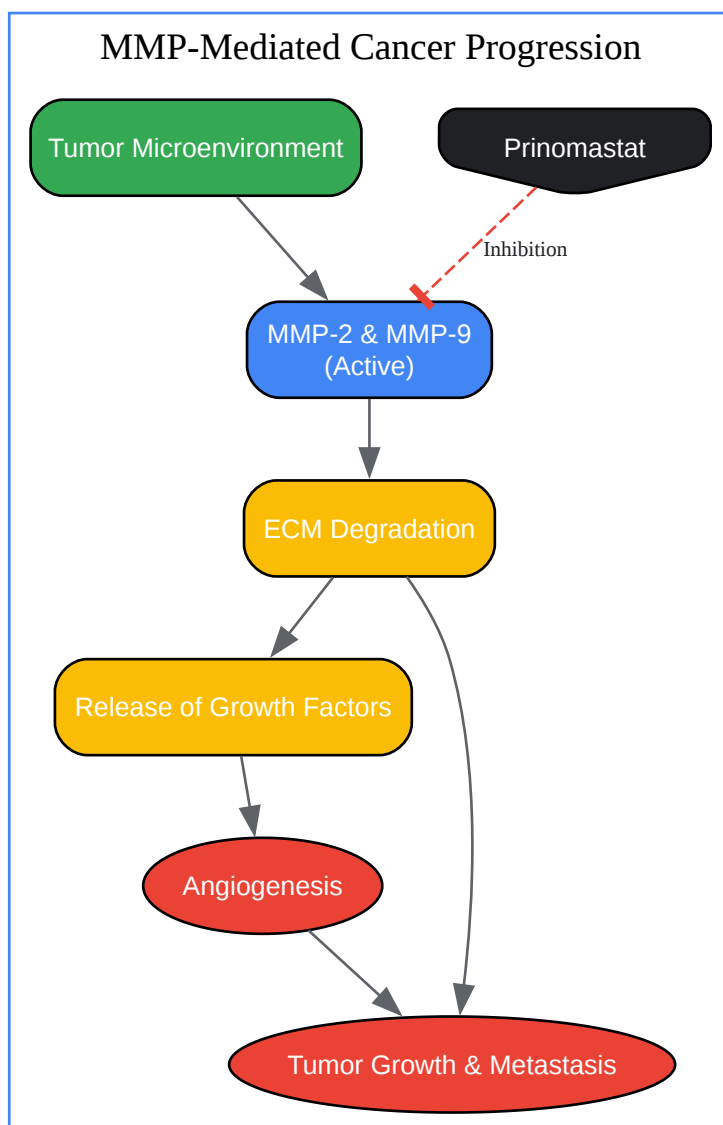 MMP-Mediated Cancer Progression
Tumor Microenvironment
Prinomastat
Inhibition
MMP-2 & MMP-9
(Active)
ECM Degradation
Release of Growth Factors
Angiogenesis
Tumor Growth & Metastasis